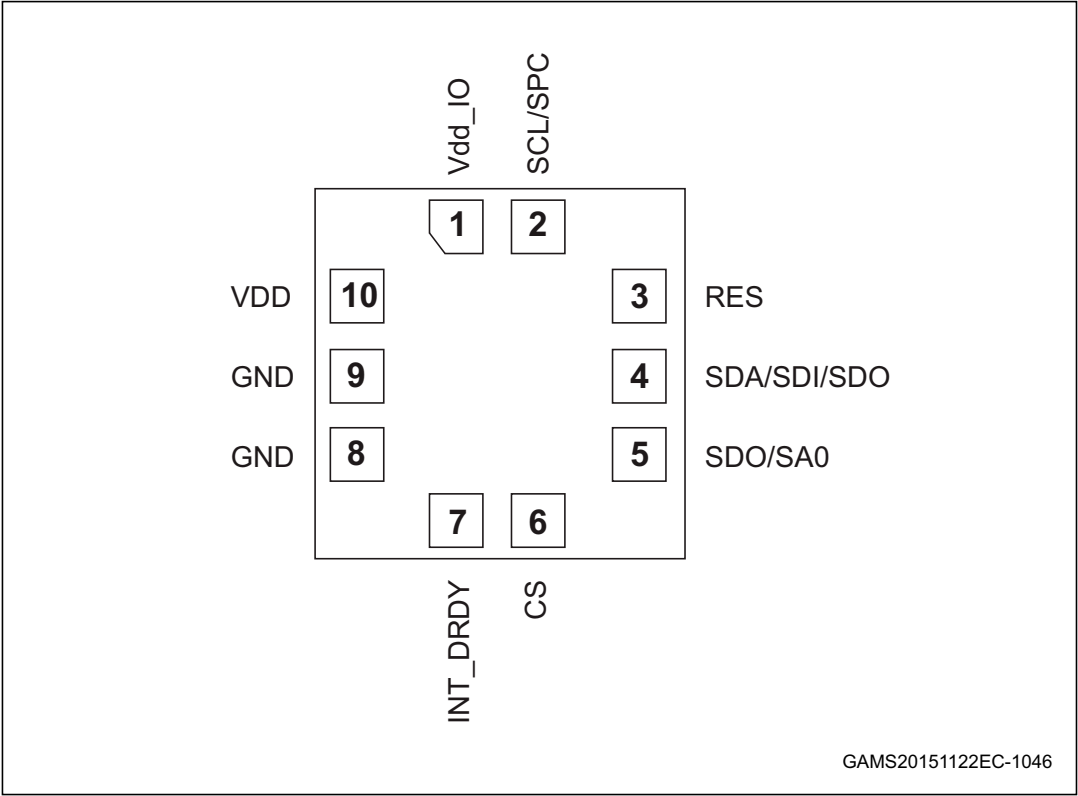 Vdd_IO
SCL/SPC
1
2
VDD
10
3
RES
GND
9
4
SDA/SDI/SDO
GND
8
5
SDO/SA0
7
6
INT_DRDY
CS
GAMS20151122EC-1046